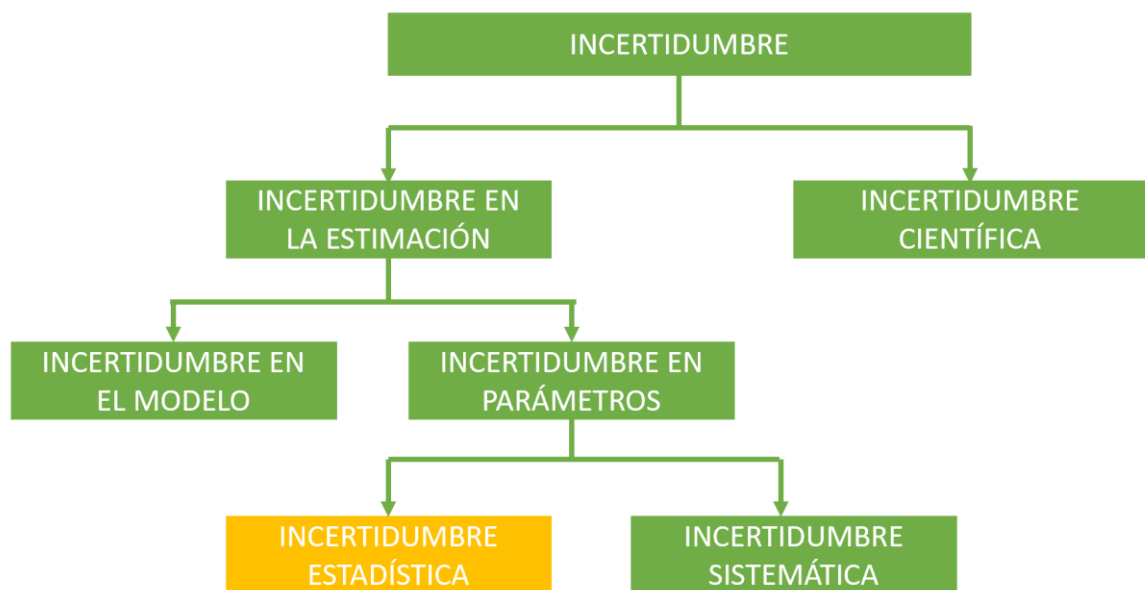 INCERTIDUMBRE
INCERTIDUMBRE EN
LA ESTIMACIÓN
INCERTIDUMBRE
CIENTÍFICA
INCERTIDUMBRE EN
EL MODELO
INCERTIDUMBRE EN
PARÁMETROS
INCERTIDUMBRE
ESTADÍSTICA
INCERTIDUMBRE
SISTEMÁTICA